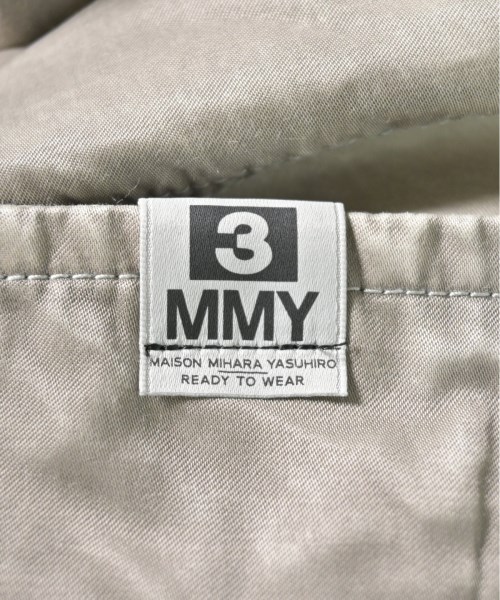 3
MMY
MAISON MIHARA YASUHIRO
READY TO WEAR